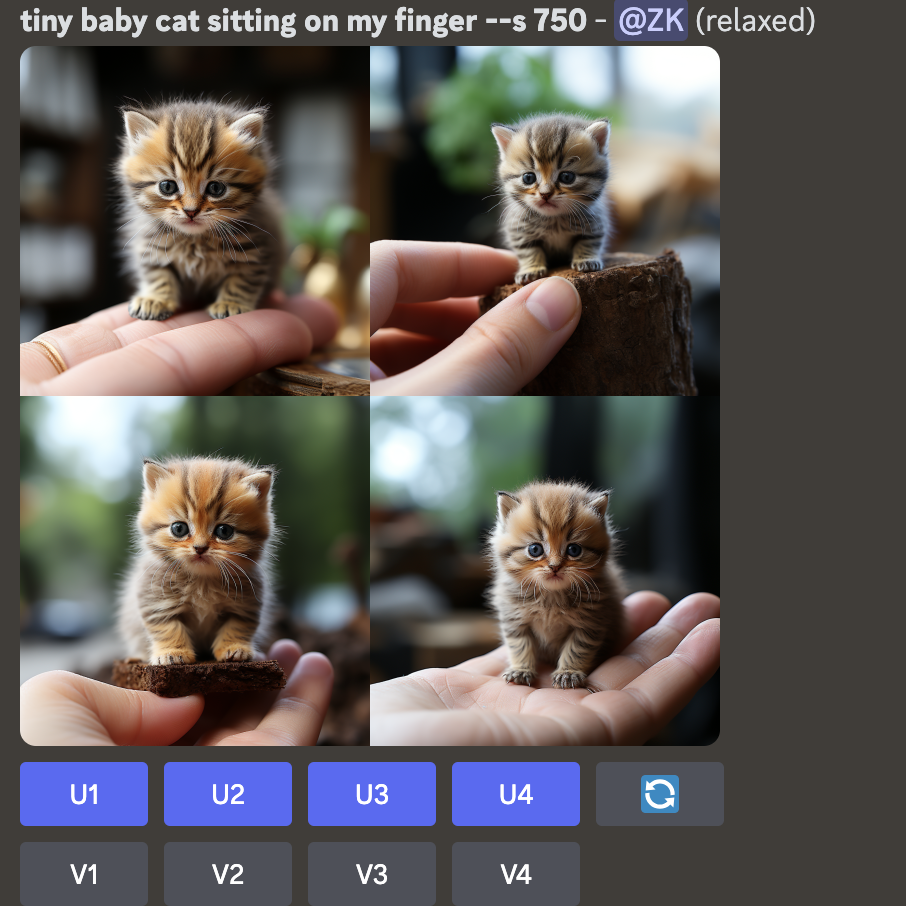 tiny baby cat sitting on my finger --s 750 - @ZK (relaxed)
U1 U2 U3 U4
V1 V2 V3 V4